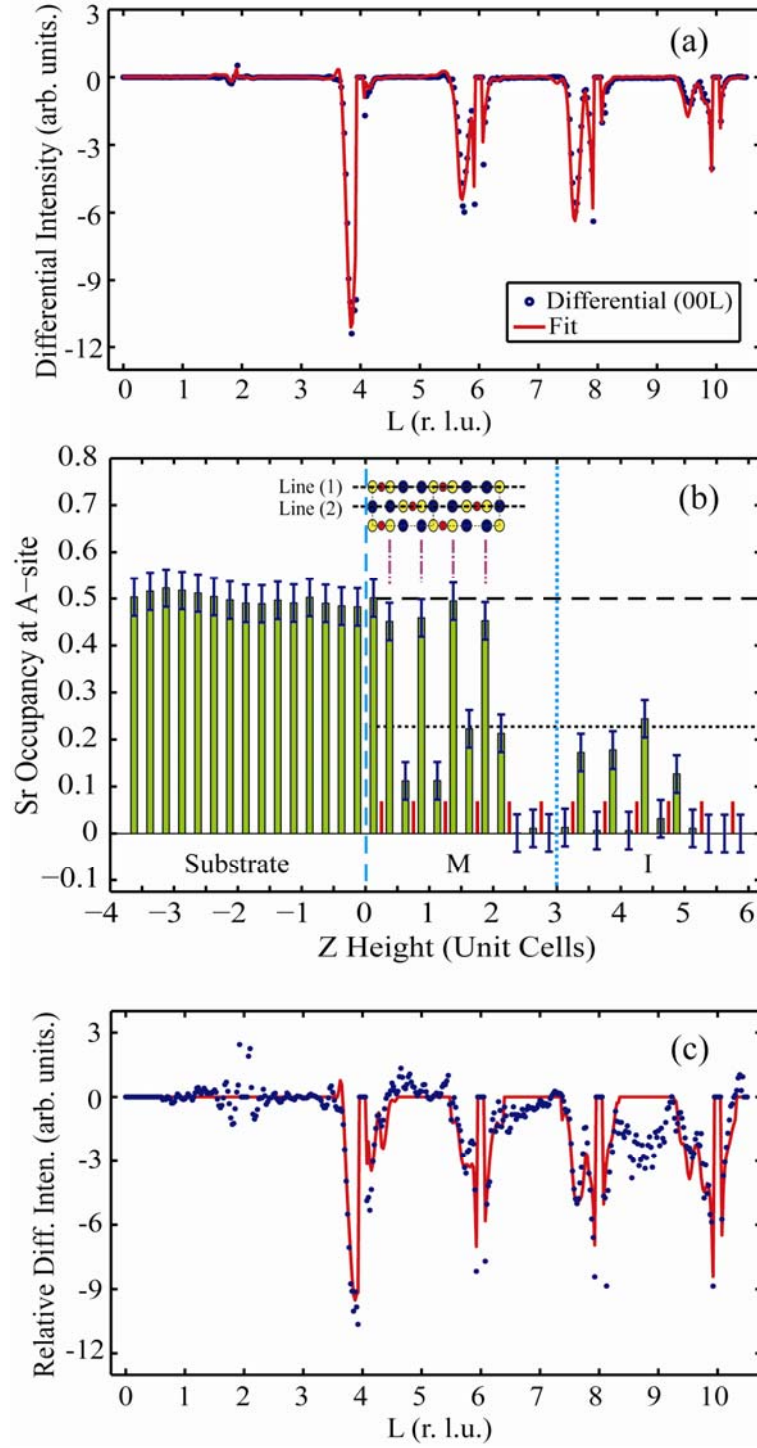 (a)
Differential Intensity (arb. units.)
3
0
-3
-6
-9
-12
Differential (00L)
Fit
0 1 2 3 4 5 6 7 8 9 10
L (r. l.u.)
(b)
Sr Occupancy at A−site
0.8
0.7
0.6
0.5
0.4
0.3
0.2
0.1
0
−0.1
Line (1)
Line (2)
Substrate M I
−4 −3 −2 −1 0 1 2 3 4 5 6
Z Height (Unit Cells)
(c)
Relative Diff. Inten. (arb. units.)
3
0
-3
-6
-9
-12
0 1 2 3 4 5 6 7 8 9 10
L (r. l.u.)